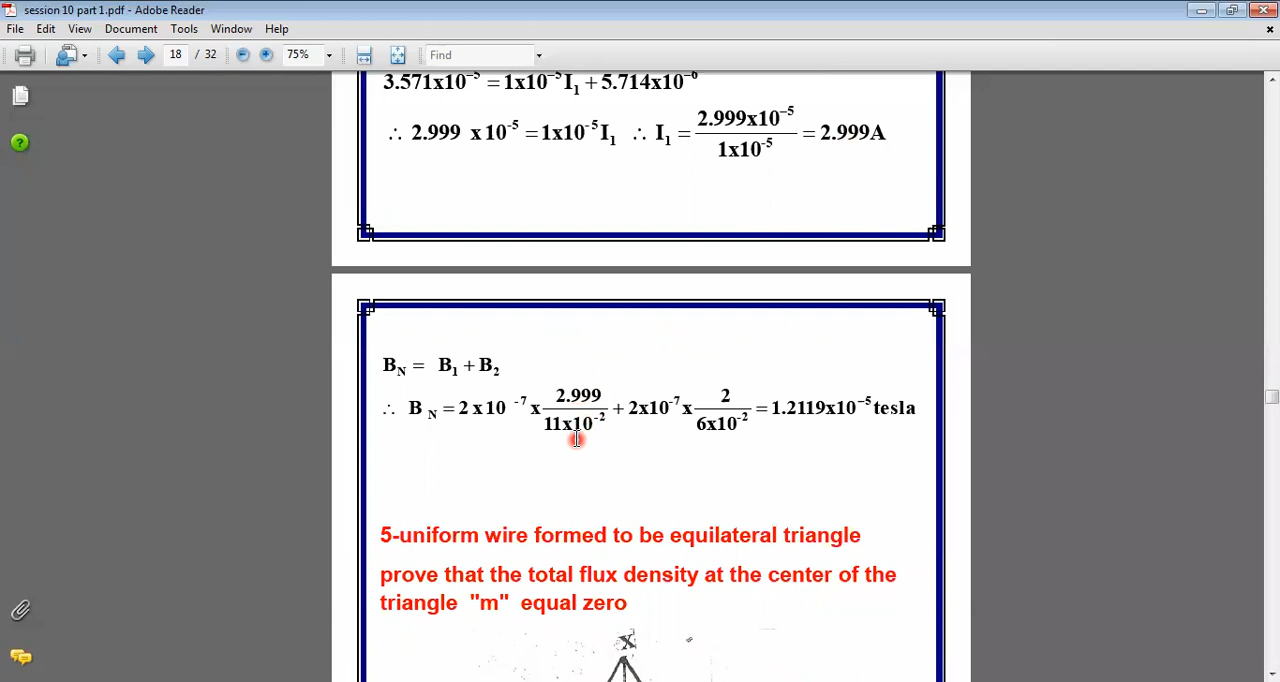 session 10 part 1.pdf - Adobe Reader
File Edit View Document Tools Window Help
18 / 32 75% Find
3.571x10⁻⁵ = 1x10⁻⁵I₁ + 5.714x10⁻⁶
∴ 2.999 x 10⁻⁵ = 1x10⁻⁵I₁ ∴ I₁ = 2.999x10⁻⁵ / 1x10⁻⁵ = 2.999A
B_N = B₁ + B₂
∴ B_N = 2 x 10⁻⁷ x 2.999 / 11x10⁻² + 2x10⁻⁷ x 2 / 6x10⁻² = 1.2119x10⁻⁵ tesla
5-uniform wire formed to be equilateral triangle
prove that the total flux density at the center of the
triangle "m" equal zero
X